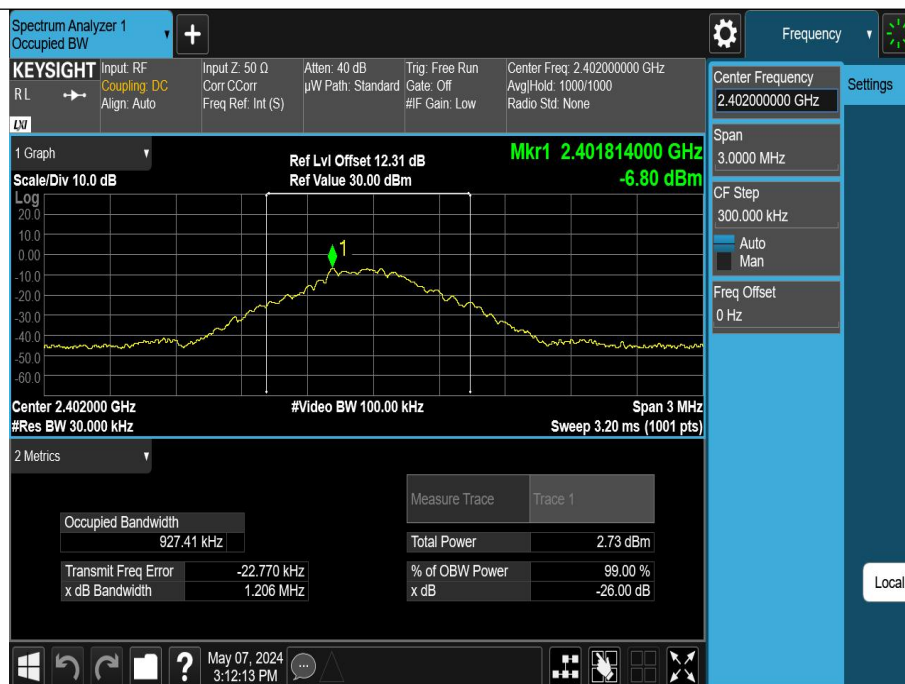 Spectrum Analyzer 1
Occupied BW
Frequency
KEYSIGHT
RL
LXI
Input: RF
Coupling: DC
Align: Auto
Input Z: 50 Ω
Corr CCorr
Freq Ref: Int (S)
Atten: 40 dB
µW Path: Standard
Trig: Free Run
Gate: Off
#IF Gain: Low
Center Freq: 2.402000000 GHz
Avg|Hold: 1000/1000
Radio Std: None
Center Frequency
2.402000000 GHz
Settings
Span
3.0000 MHz
CF Step
300.000 kHz
Auto
Man
Freq Offset
0 Hz
1 Graph
Scale/Div 10.0 dB
Ref Lvl Offset 12.31 dB
Ref Value 30.00 dBm
Mkr1 2.401814000 GHz
-6.80 dBm
Log
20.0
10.0
0.00
-10.0
-20.0
-30.0
-40.0
-50.0
-60.0
1
Center 2.402000 GHz
#Res BW 30.000 kHz
#Video BW 100.00 kHz
Span 3 MHz
Sweep 3.20 ms (1001 pts)
2 Metrics
Measure Trace Trace 1
Occupied Bandwidth
927.41 kHz
Total Power 2.73 dBm
Transmit Freq Error -22.770 kHz
% of OBW Power 99.00 %
x dB Bandwidth 1.206 MHz
x dB -26.00 dB
Local
?
May 07, 2024
3:12:13 PM